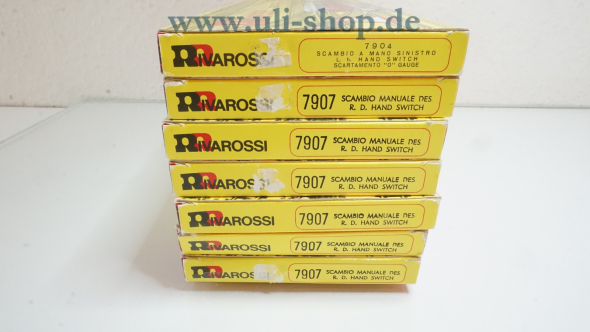 www.uli-shop.de
RIVAROSSI
7904
SCAMBIO A MANO SINISTRO
L. H. HAND SWITCH
SCARTAMENTO "O" GAUGE
RIVAROSSI
7907 SCAMBIO MANUALE DES
R. D. HAND SWITCH
RIVAROSSI
7907 SCAMBIO MANUALE DES
R. D. HAND SWITCH
RIVAROSSI
7907 SCAMBIO MANUALE DES
R. D. HAND SWITCH
RIVAROSSI
7907 SCAMBIO MANUALE DES
R. D. HAND SWITCH
RIVAROSSI
7907 SCAMBIO MANUALE DES
R. D. HAND SWITCH
RIVAROSSI
7907 SCAMBIO MANUALE DES
R. D. HAND SWITCH